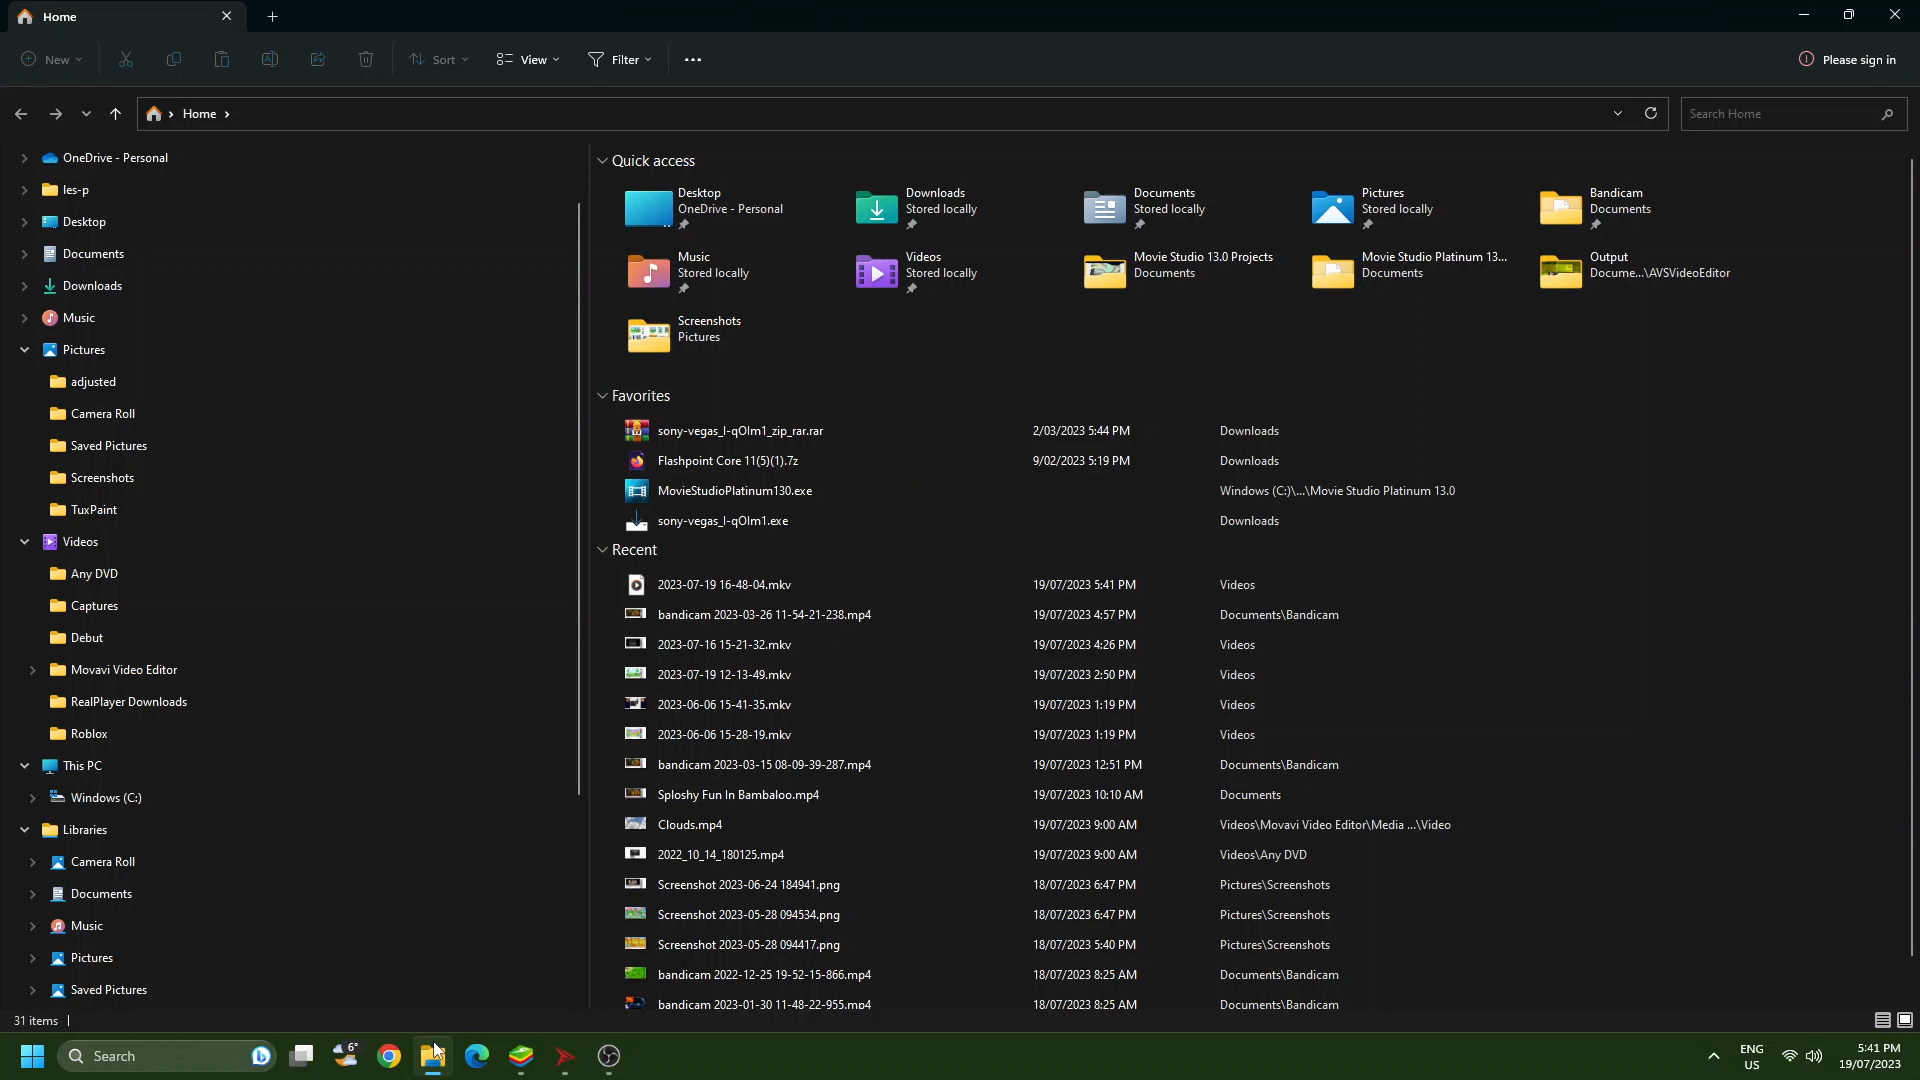 Home
New
Sort
View
Filter
Please sign in
Home
Search Home
OneDrive - Personal
les-p
Desktop
Documents
Downloads
Music
Pictures
adjusted
Camera Roll
Saved Pictures
Screenshots
TuxPaint
Videos
Any DVD
Captures
Debut
Movavi Video Editor
RealPlayer Downloads
Roblox
This PC
Windows (C:)
Libraries
Camera Roll
Documents
Music
Pictures
Saved Pictures
Quick access
Desktop
OneDrive - Personal
Downloads
Stored locally
Documents
Stored locally
Pictures
Stored locally
Bandicam
Documents
Music
Stored locally
Videos
Stored locally
Movie Studio 13.0 Projects
Documents
Movie Studio Platinum 13...
Documents
Output
Docume...\AVSVideoEditor
Screenshots
Pictures
Favorites
sony-vegas_I-qOIm1_zip_rar.rar 2/03/2023 5:44 PM Downloads
Flashpoint Core 11(5)(1).7z 9/02/2023 5:19 PM Downloads
MovieStudioPlatinum130.exe Windows (C:)\...\Movie Studio Platinum 13.0
sony-vegas_I-qOIm1.exe Downloads
Recent
2023-07-19 16-48-04.mkv 19/07/2023 5:41 PM Videos
bandicam 2023-03-26 11-54-21-238.mp4 19/07/2023 4:57 PM Documents\Bandicam
2023-07-16 15-21-32.mkv 19/07/2023 4:26 PM Videos
2023-07-19 12-13-49.mkv 19/07/2023 2:50 PM Videos
2023-06-06 15-41-35.mkv 19/07/2023 1:19 PM Videos
2023-06-06 15-28-19.mkv 19/07/2023 1:19 PM Videos
bandicam 2023-03-15 08-09-39-287.mp4 19/07/2023 12:51 PM Documents\Bandicam
Sploshy Fun In Bambaloo.mp4 19/07/2023 10:10 AM Documents
Clouds.mp4 19/07/2023 9:00 AM Videos\Movavi Video Editor\Media ...\Video
2022_10_14_180125.mp4 19/07/2023 9:00 AM Videos\Any DVD
Screenshot 2023-06-24 184941.png 18/07/2023 6:47 PM Pictures\Screenshots
Screenshot 2023-05-28 094534.png 18/07/2023 6:47 PM Pictures\Screenshots
Screenshot 2023-05-28 094417.png 18/07/2023 5:40 PM Pictures\Screenshots
bandicam 2022-12-25 19-52-15-866.mp4 18/07/2023 8:25 AM Documents\Bandicam
bandicam 2023-01-30 11-48-22-955.mp4 18/07/2023 8:25 AM Documents\Bandicam
31 items
Search
6°
ENG
US
5:41 PM
19/07/2023